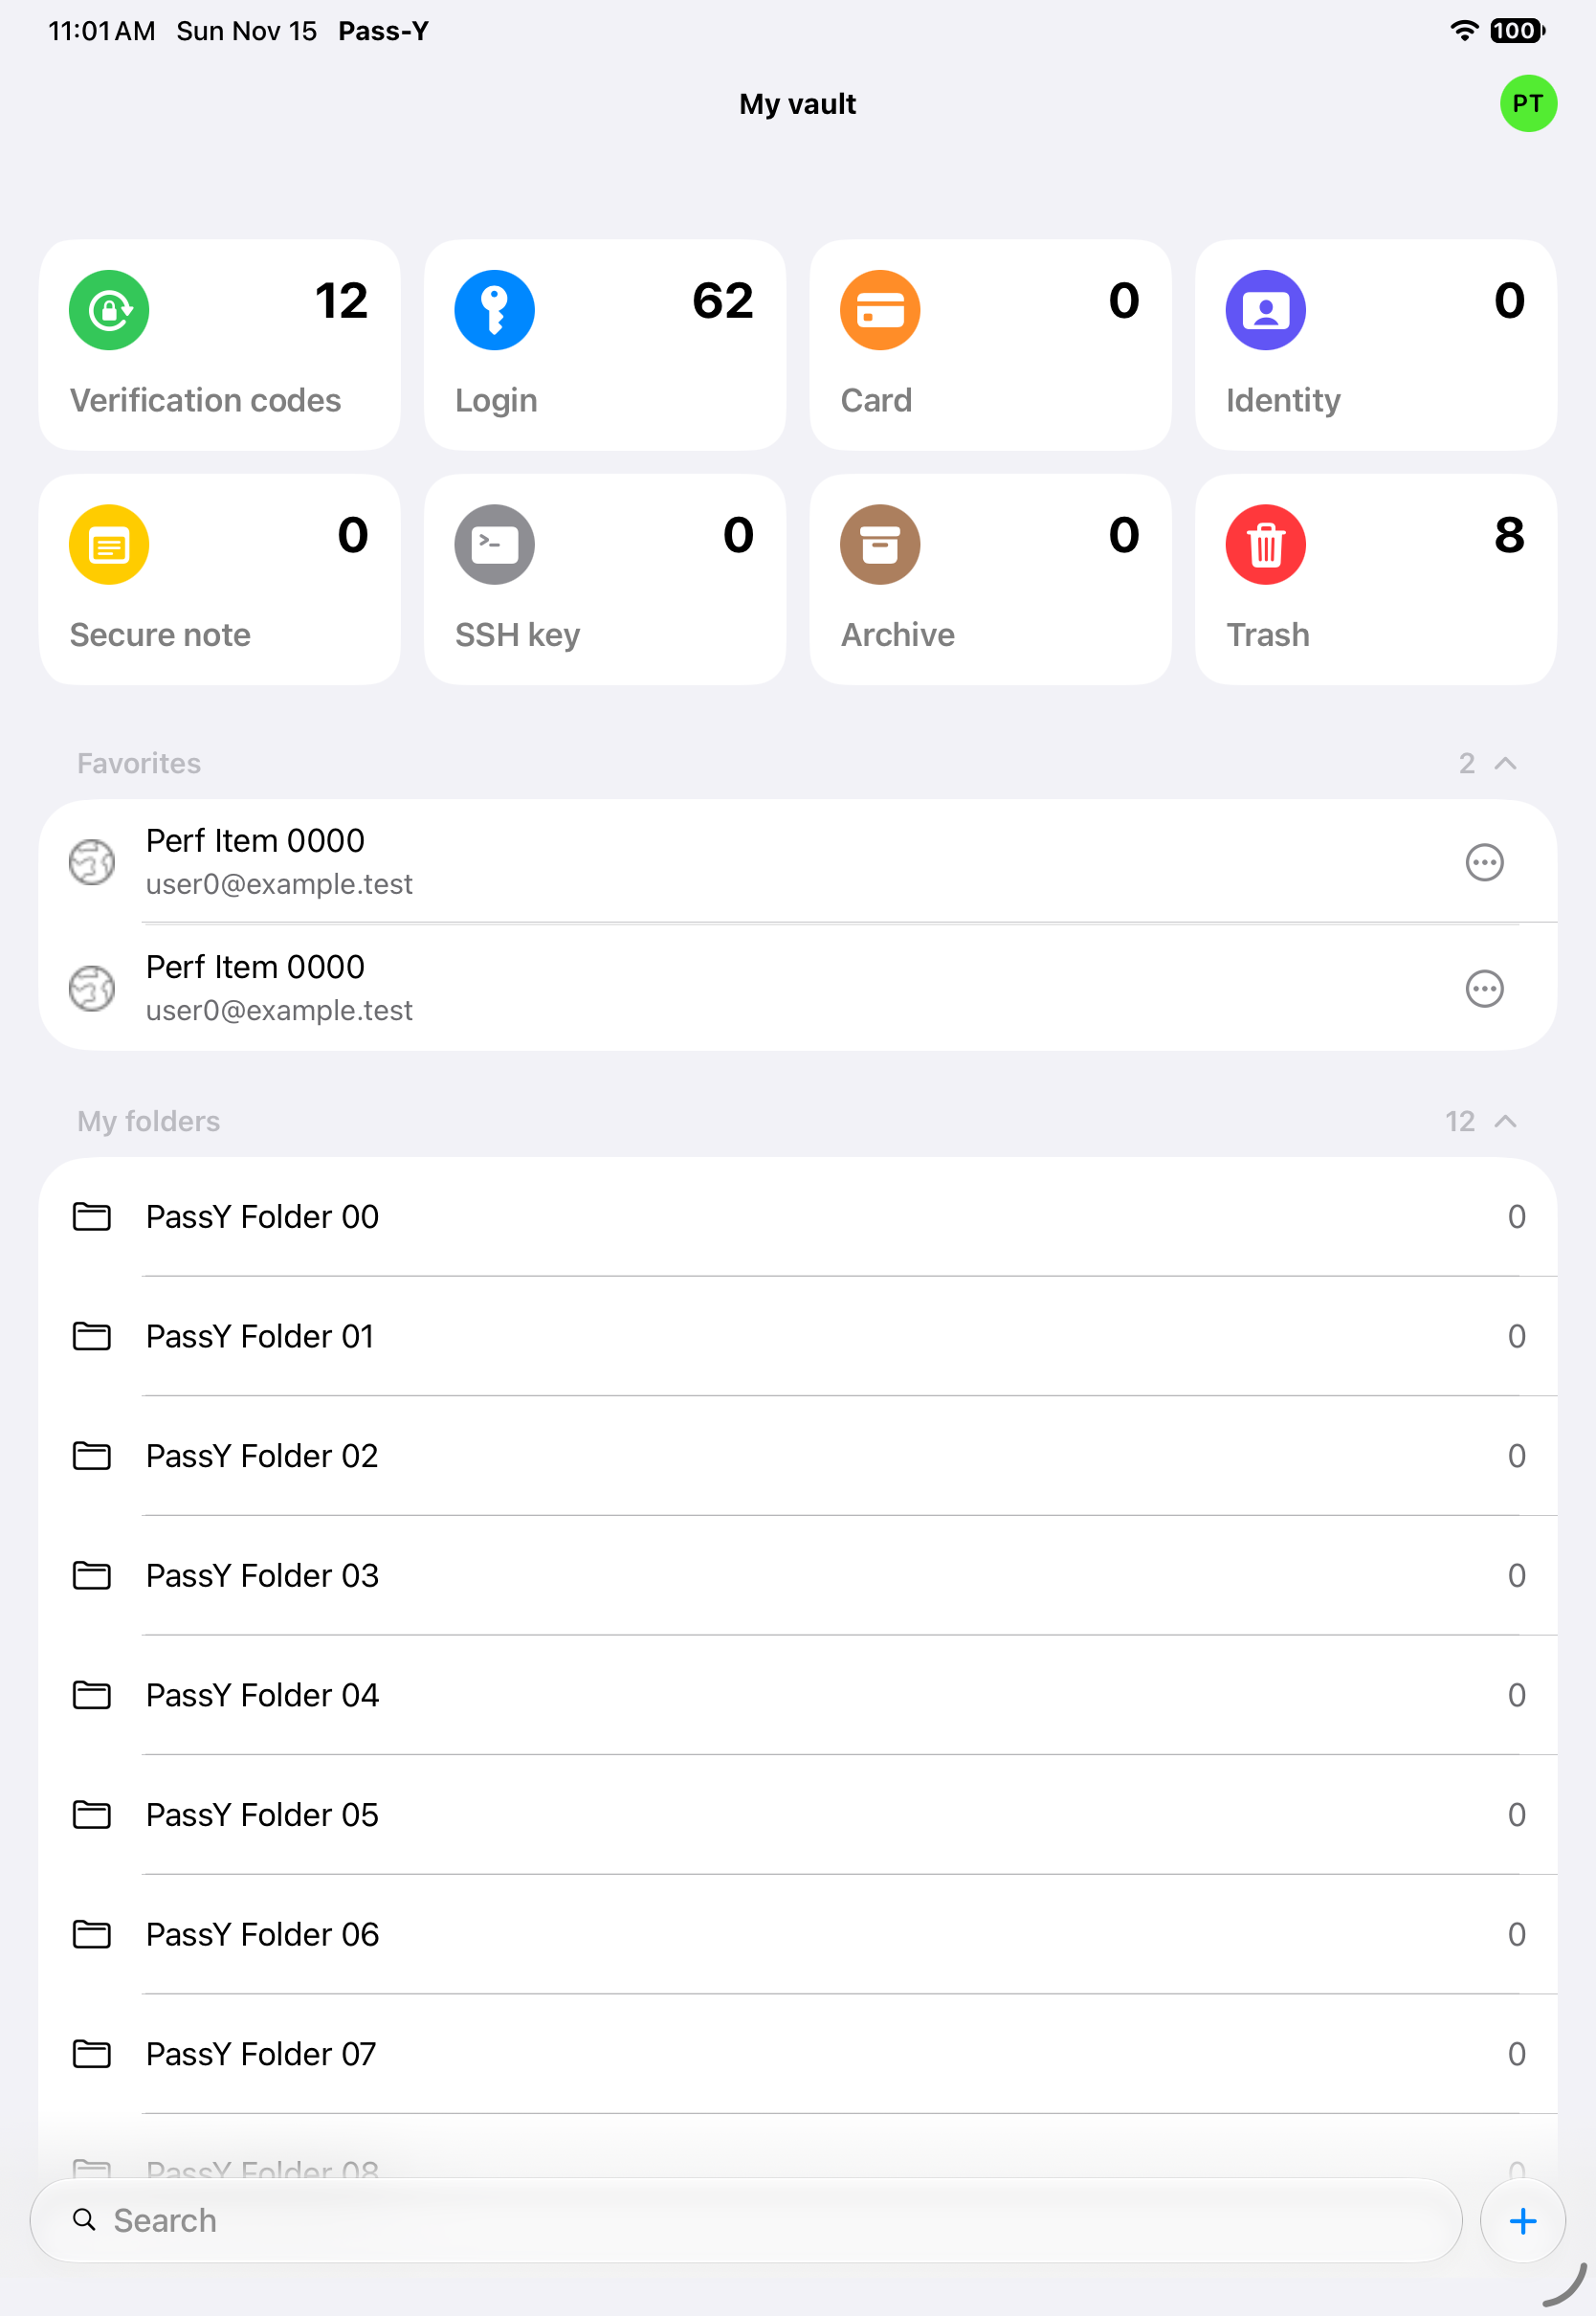 11:01 AM Sun Nov 15 Pass-Y 100
My vault
PT
12
Verification codes
62
Login
0
Card
0
Identity
0
Secure note
0
SSH key
0
Archive
8
Trash
Favorites 2
Perf Item 0000
user0@example.test
Perf Item 0000
user0@example.test
My folders 12
PassY Folder 00 0
PassY Folder 01 0
PassY Folder 02 0
PassY Folder 03 0
PassY Folder 04 0
PassY Folder 05 0
PassY Folder 06 0
PassY Folder 07 0
PassY Folder 08 0
Search